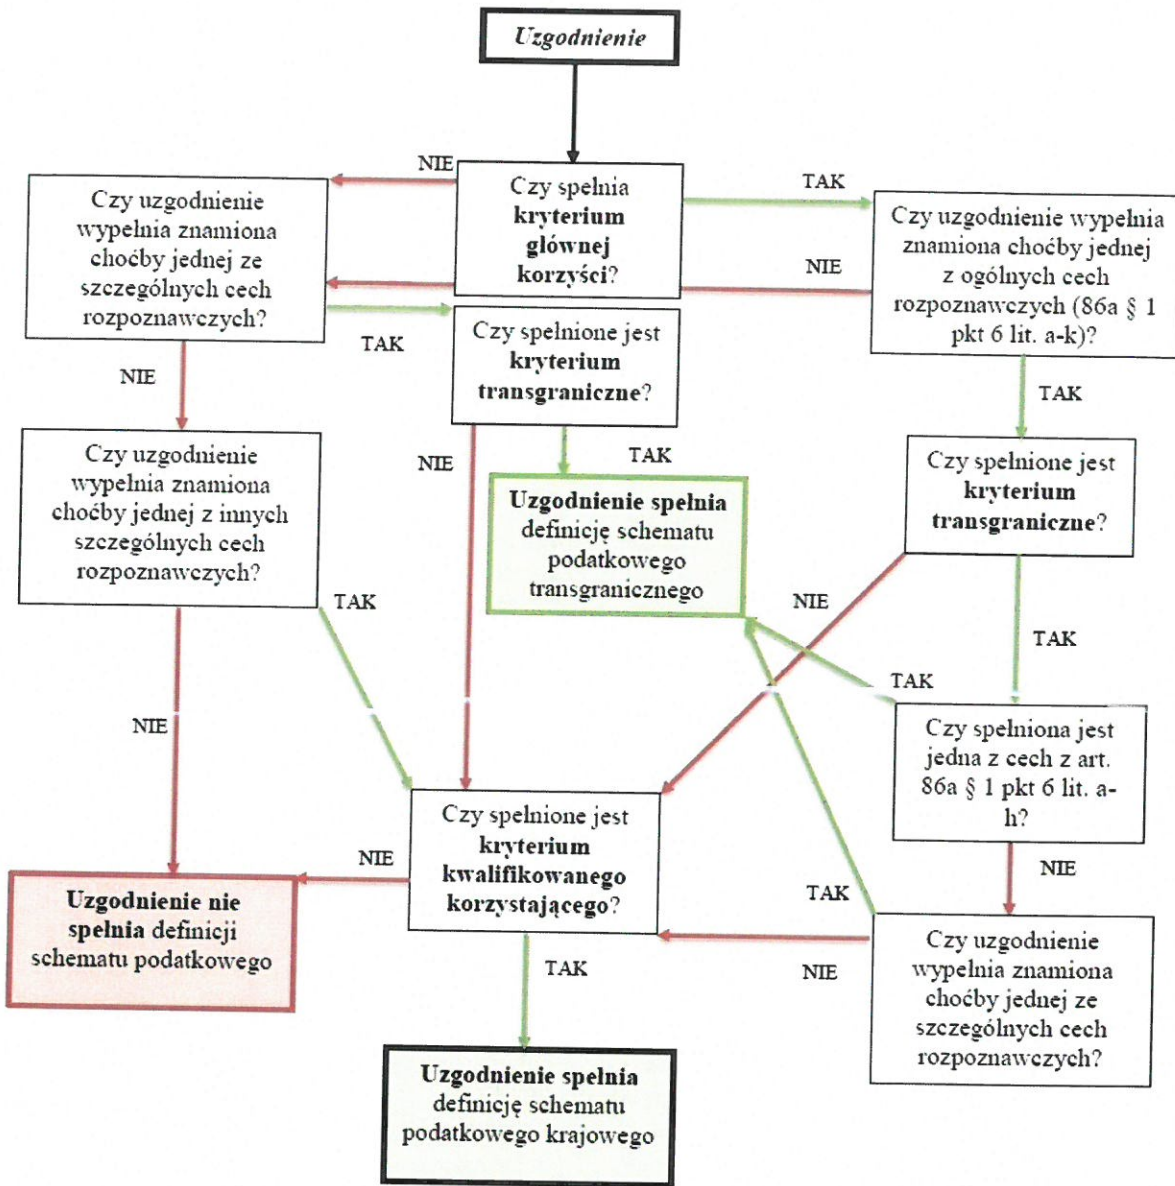 Uzgodnienie
NIE
Czy spełnia
kryterium
głównej
korzyści?
TAK
Czy uzgodnienie
wypełnia znamiona
choćby jednej ze
szczególnych cech
rozpoznawczych?
Czy uzgodnienie wypełnia
znamiona choćby jednej
z ogólnych cech
rozpoznawczych (86a § 1
pkt 6 lit. a-k)?
NIE
TAK
Czy spełnione jest
kryterium
transgraniczne?
NIE
TAK
Czy uzgodnienie
wypełnia znamiona
choćby jednej z innych
szczególnych cech
rozpoznawczych?
NIE
TAK
Uzgodnienie spełnia
definicję schematu
podatkowego
transgranicznego
Czy spełnione jest
kryterium
transgraniczne?
TAK
NIE
TAK
NIE
TAK
Czy spełniona jest
jedna z cech z art.
86a § 1 pkt 6 lit. a-
h?
Czy spełnione jest
kryterium
kwalifikowanego
korzystającego?
NIE
NIE
Uzgodnienie nie
spełnia definicji
schematu podatkowego
TAK
NIE
Czy uzgodnienie
wypełnia znamiona
choćby jednej ze
szczególnych cech
rozpoznawczych?
TAK
Uzgodnienie spełnia
definicję schematu
podatkowego krajowego